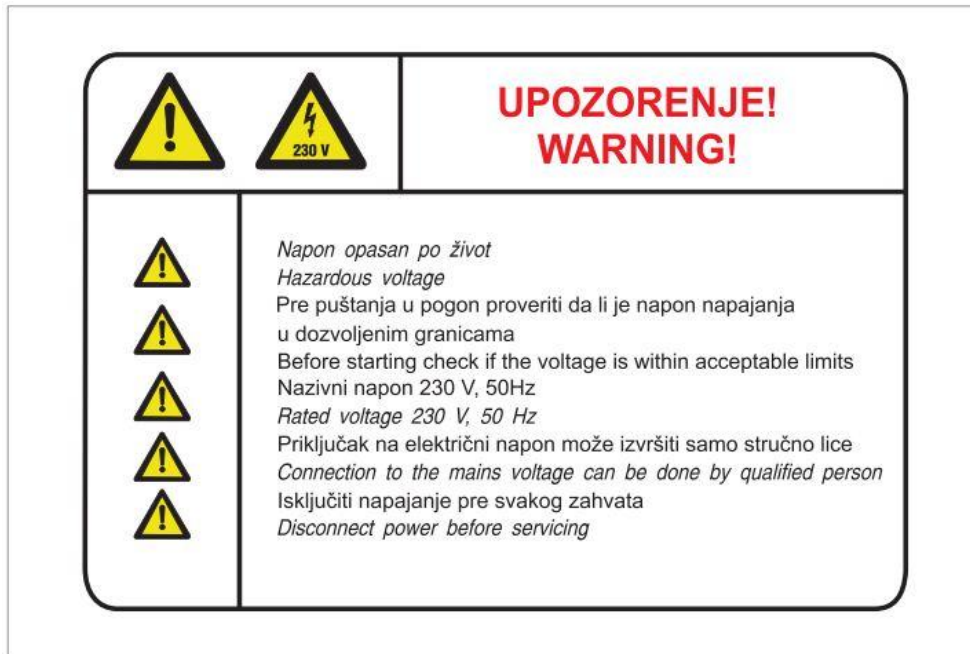 230 V
UPOZORENJE!
WARNING!
Napon opasan po život
Hazardous voltage
Pre puštanja u pogon proveriti da li je napon napajanja
u dozvoljenim granicama
Before starting check if the voltage is within acceptable limits
Nazivni napon 230 V, 50Hz
Rated voltage 230 V, 50 Hz
Priključak na električni napon može izvršiti samo stručno lice
Connection to the mains voltage can be done by qualified person
Isključiti napajanje pre svakog zahvata
Disconnect power before servicing